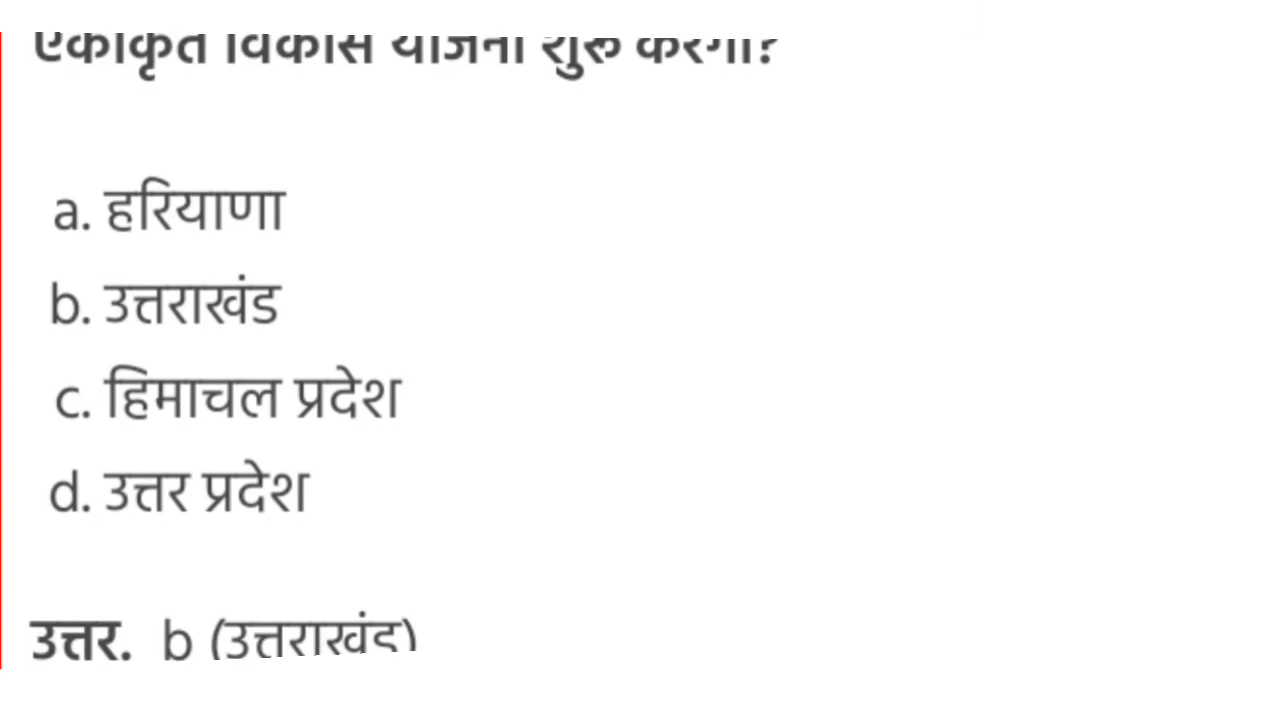 एकीकृत विकास योजना शुरू करेगा?
a. हरियाणा
b. उत्तराखंड
c. हिमाचल प्रदेश
d. उत्तर प्रदेश
उत्तर. b (उत्तराखंड)